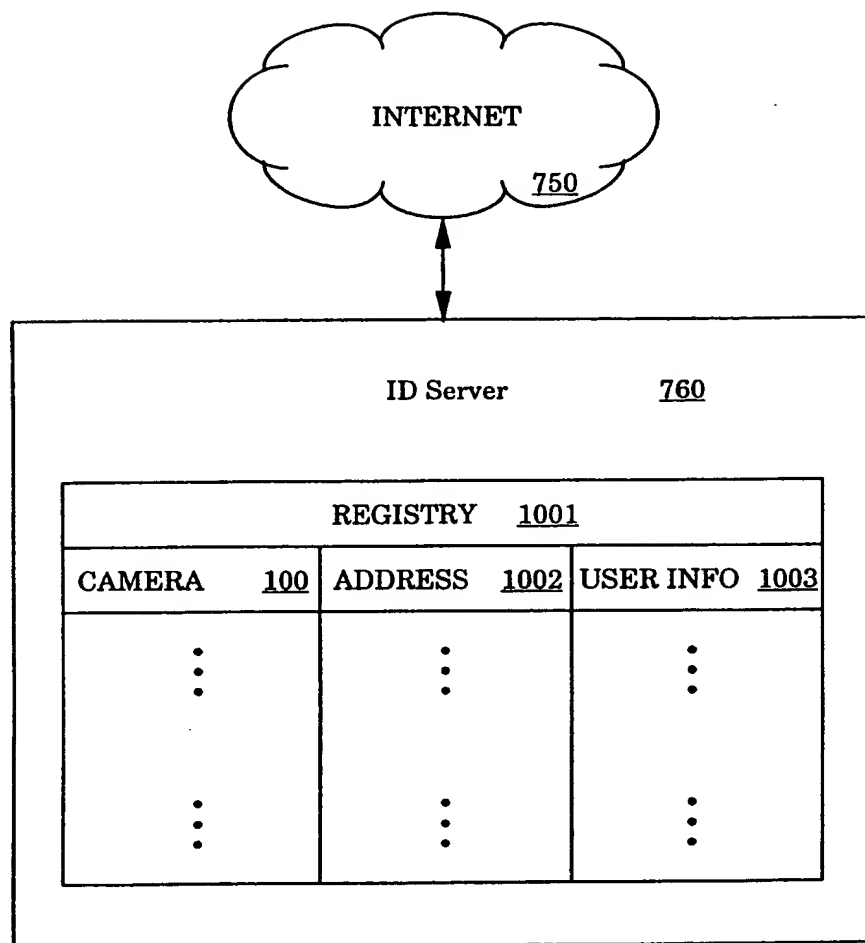 INTERNET
750
ID Server 760
REGISTRY 1001
CAMERA 100 ADDRESS 1002 USER INFO 1003